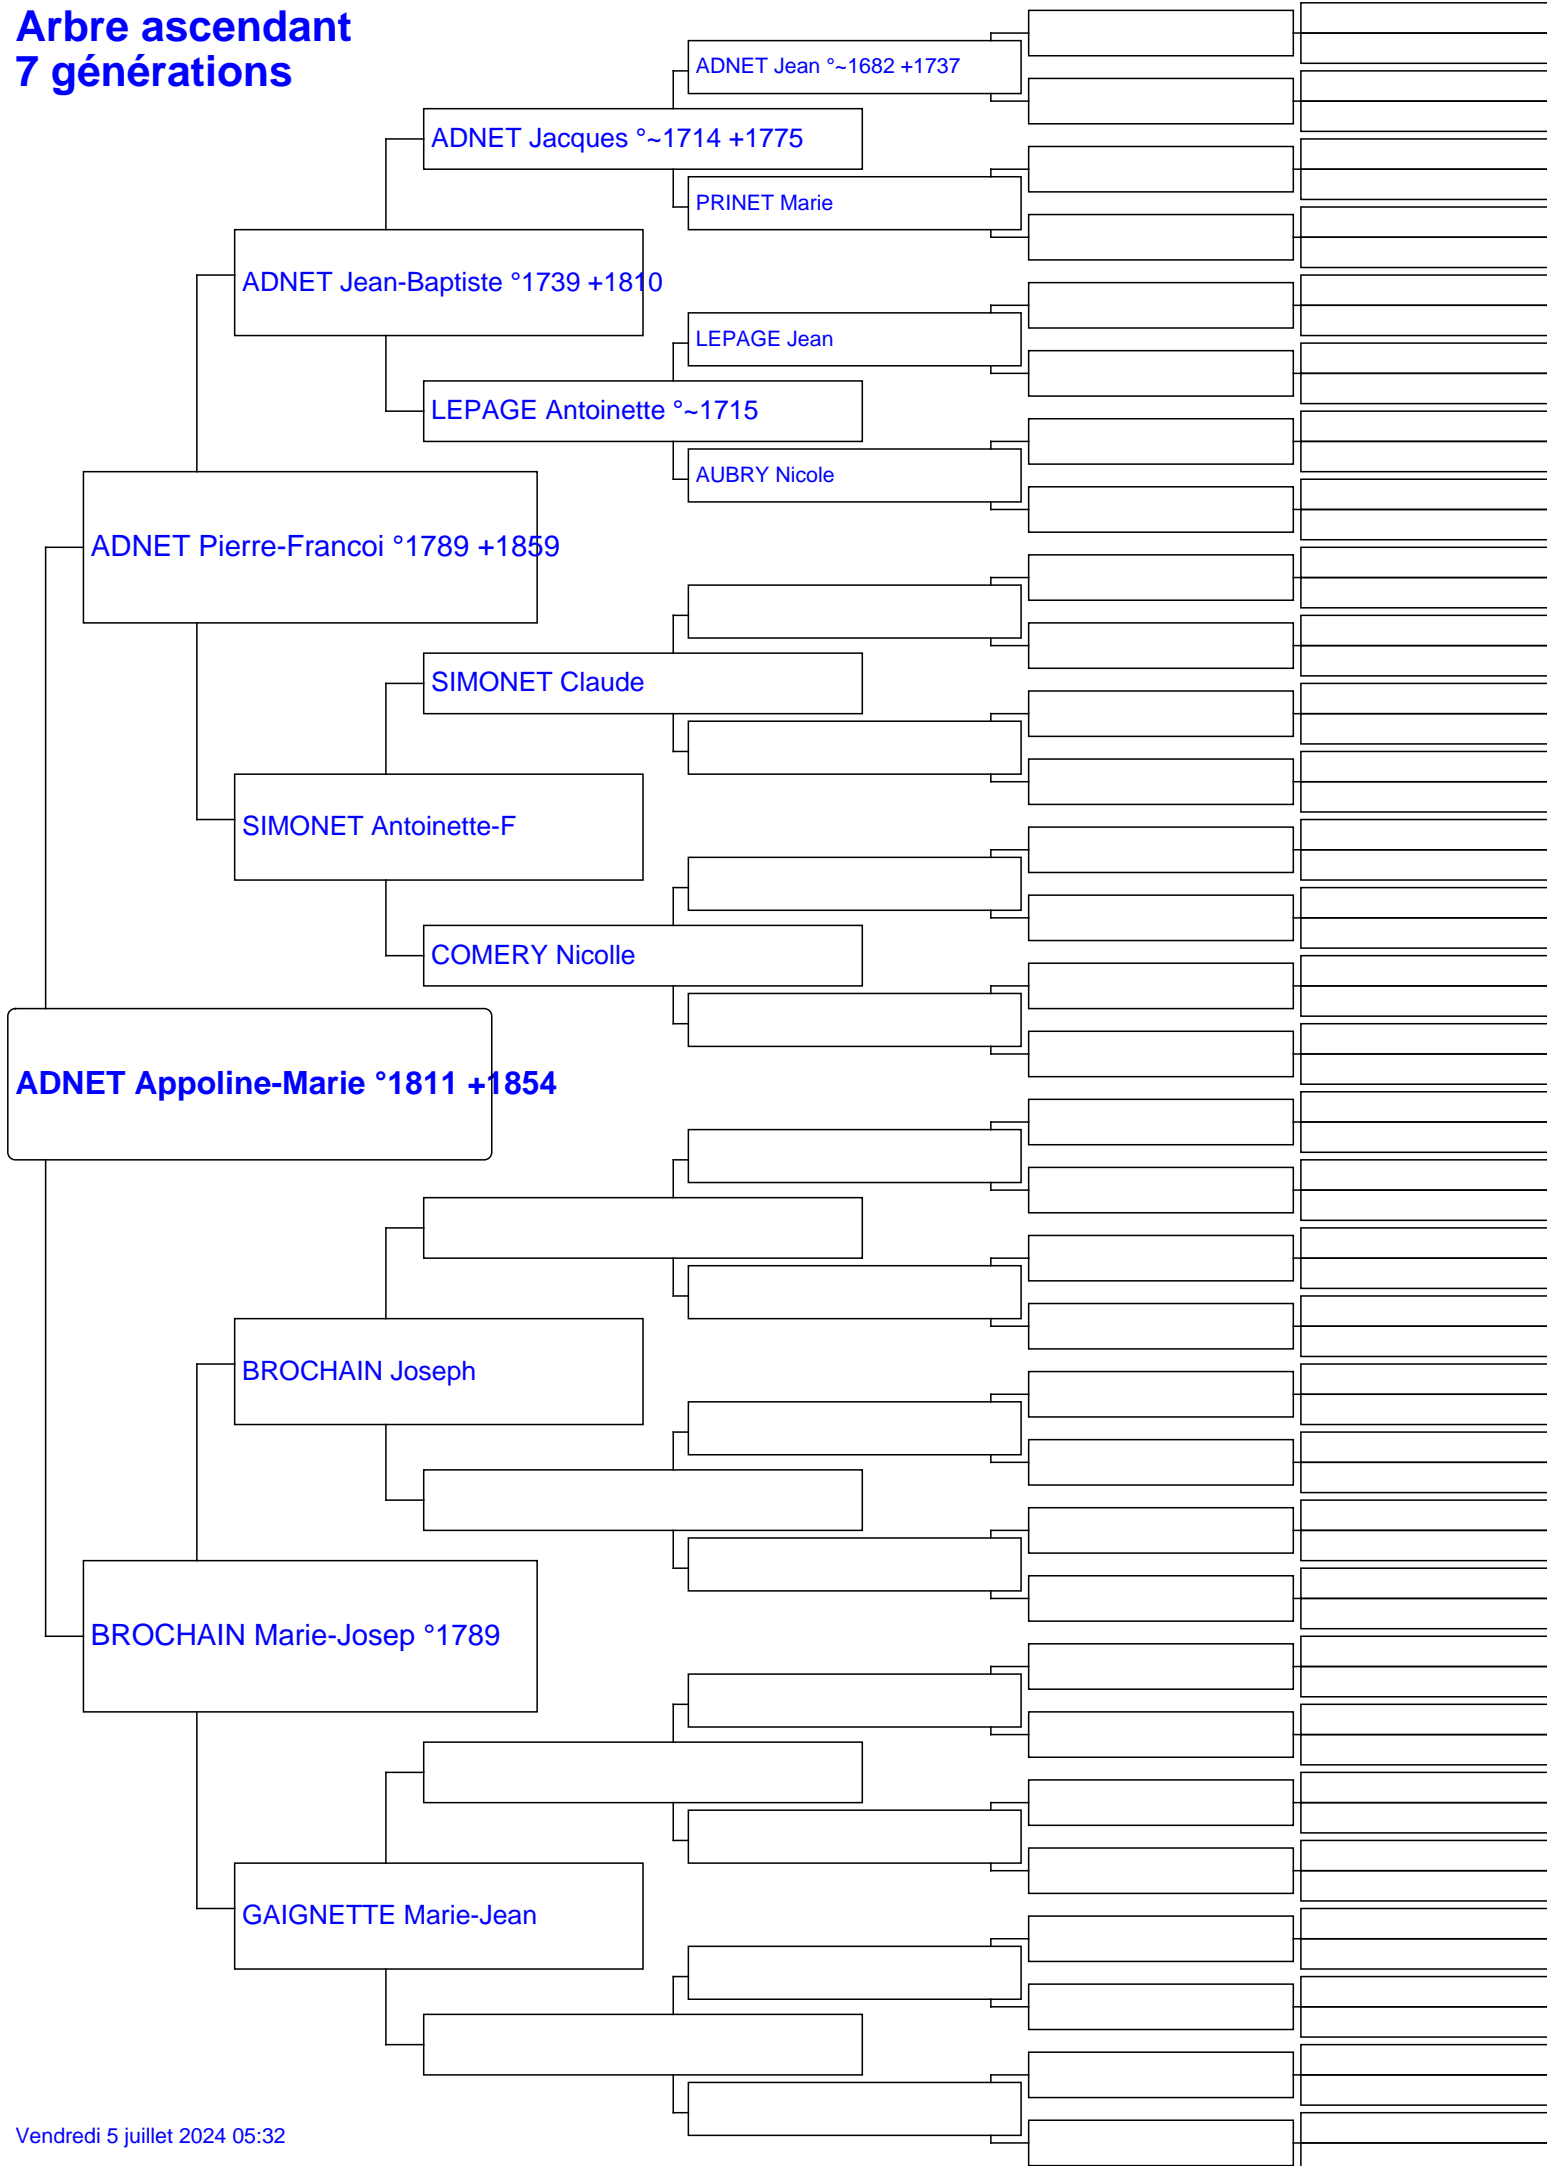 Arbre ascendant
7 générations
ADNET Jean °~1682 +1737
ADNET Jacques °~1714 +1775
PRINET Marie
ADNET Jean-Baptiste °1739 +1810
LEPAGE Jean
LEPAGE Antoinette °~1715
AUBRY Nicole
ADNET Pierre-Francoi °1789 +1859
SIMONET Claude
SIMONET Antoinette-F
COMERY Nicolle
ADNET Appoline-Marie °1811 +1854
BROCHAIN Joseph
BROCHAIN Marie-Josep °1789
GAIGNETTE Marie-Jean
Vendredi 5 juillet 2024 05:32